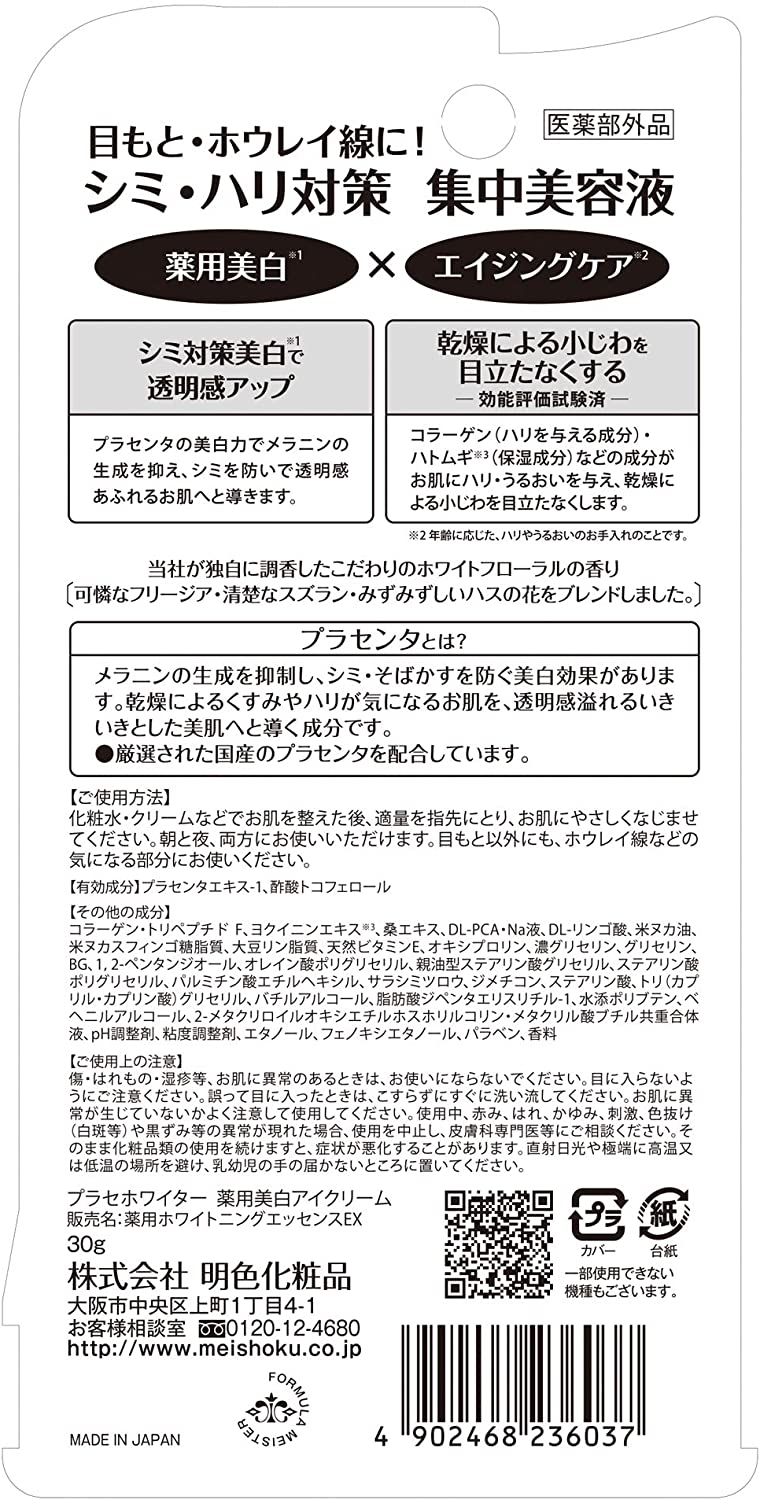 医薬部外品
目もと・ホウレイ線に!
シミ・ハリ対策 集中美容液
薬用美白※1 × エイジングケア※2
シミ対策美白※1で
透明感アップ
プラセンタの美白力でメラニンの
生成を抑え、シミを防いで透明感
あふれるお肌へと導きます。
乾燥による小じわを
目立たなくする
―効能評価試験済―
コラーゲン(ハリを与える成分)・
ハトムギ※3(保湿成分)などの成分が
お肌にハリ・うるおいを与え、乾燥に
よる小じわを目立たなくします。
※2 年齢に応じた、ハリやうるおいのお手入れのことです。
当社が独自に調香したこだわりのホワイトフローラルの香り
〔可憐なフリージア・清楚なスズラン・みずみずしいハスの花をブレンドしました。〕
プラセンタとは?
メラニンの生成を抑制し、シミ・そばかすを防ぐ美白効果がありま
す。乾燥によるくすみやハリが気になるお肌を、透明感溢れるいき
いきとした美肌へと導く成分です。
●厳選された国産のプラセンタを配合しています。
【ご使用方法】
化粧水・クリームなどでお肌を整えた後、適量を指先にとり、お肌にやさしくなじませ
てください。朝と夜、両方にお使いいただけます。目もと以外にも、ホウレイ線などの
気になる部分にお使いください。
【有効成分】プラセンタエキス-1、酢酸トコフェロール
【その他の成分】
コラーゲン・トリペプチド F、ヨクイニンエキス※3、桑エキス、DL-PCA・Na液、DL-リンゴ酸、米ヌカ油、
米ヌカスフィンゴ糖脂質、大豆リン脂質、天然ビタミンE、オキシプロリン、濃グリセリン、グリセリン、
BG、1,2-ペンタンジオール、オレイン酸ポリグリセリル、親油型ステアリン酸グリセリル、ステアリン酸
ポリグリセリル、パルミチン酸エチルヘキシル、サラシミツロウ、ジメチコン、ステアリン酸、トリ(カプ
リル・カプリン酸)グリセリル、バチルアルコール、脂肪酸ジペンタエリスリチル-1、水添ポリブテン、ベ
ヘニルアルコール、2-メタクリロイルオキシエチルホスホリルコリン・メタクリル酸ブチル共重合体
液、pH調整剤、粘度調整剤、エタノール、フェノキシエタノール、パラベン、香料
【ご使用上の注意】
傷・はれもの・湿疹等、お肌に異常のあるときは、お使いにならないでください。目に入らないよ
うにご注意ください。誤って目に入ったときは、こすらずにすぐに洗い流してください。お肌に異
常が生じていないかよく注意して使用してください。使用中、赤み、はれ、かゆみ、刺激、色抜け
(白斑等)や黒ずみ等の異常が現れた場合、使用を中止し、皮膚科専門医等にご相談ください。そ
のまま化粧品類の使用を続けますと、症状が悪化することがあります。直射日光や極端に高温又
は低温の場所を避け、乳幼児の手の届かないところに置いてください。
プラセホワイター 薬用美白アイクリーム
販売名:薬用ホワイトニングエッセンスEX
30g
株式会社 明色化粧品
大阪市中央区上町1丁目4-1
お客様相談室 0120-12-4680
http://www.meishoku.co.jp
プラ
カバー
紙
台紙
一部使用できない
機種もございます。
FORMULA MEISTER
MADE IN JAPAN
4 902468 236037